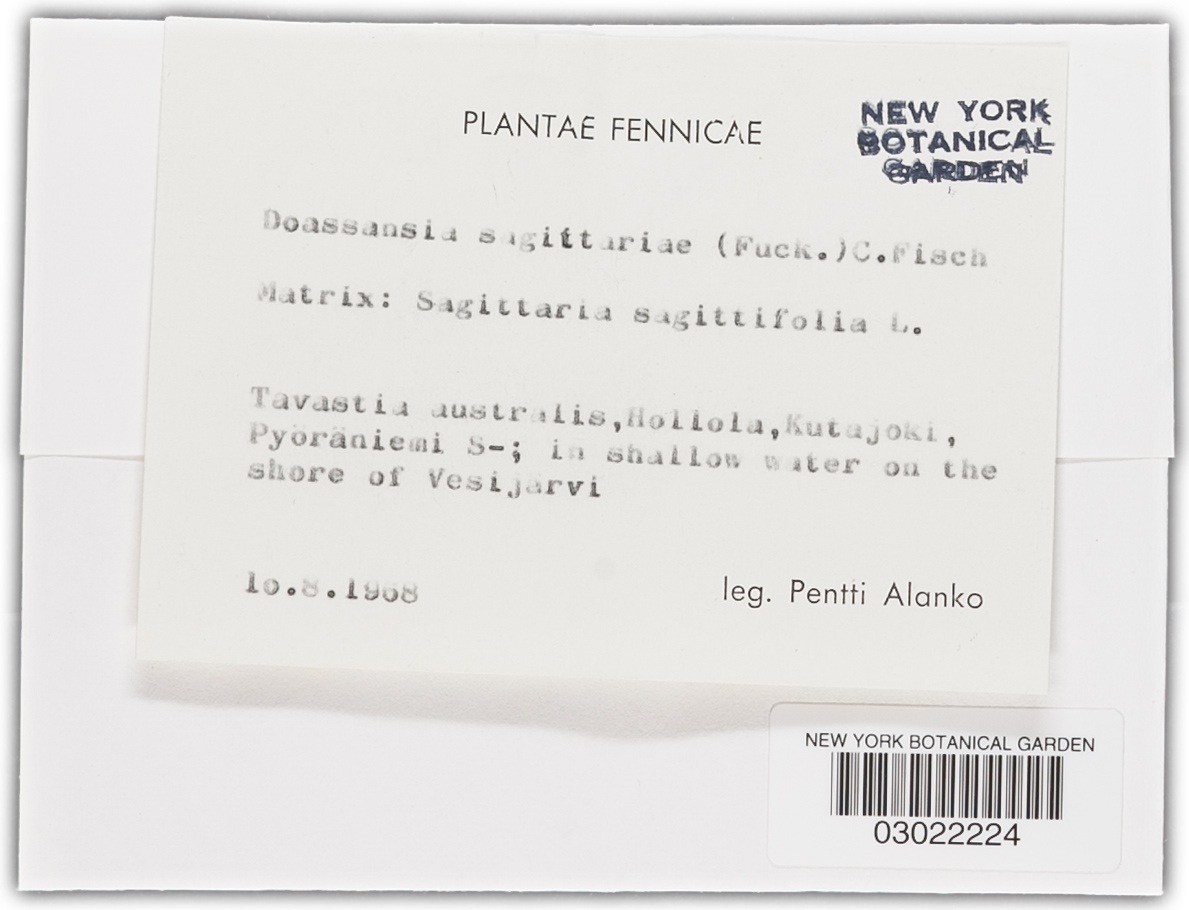 PLANTAE FENNICAE
NEW YORK
BOTANICAL
GARDEN
Doassansia sagittariae (Fuck.)C.Fisch
Matrix: Sagittaria sagittifolia L.
Tavastia australis,Hollola,Kutajoki,
Pyöräniemi S-; in shallow water on the
shore of Vesijärvi
lo.8.1968
leg. Pentti Alanko
NEW YORK BOTANICAL GARDEN
03022224